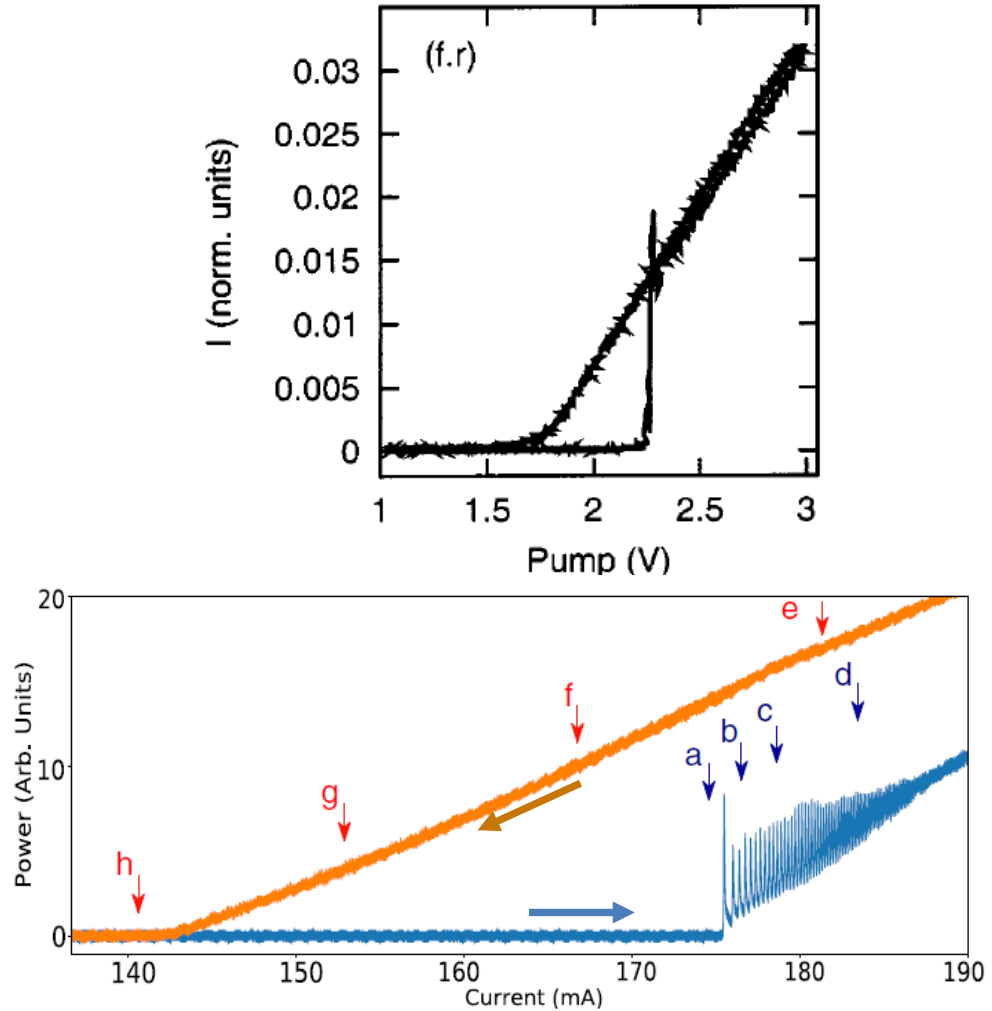 (f.r)
0.03
0.025
0.02
0.015
0.01
0.005
0
I (norm. units)
1 1.5 2 2.5 3
Pump (V)
20
10
0
Power (Arb. Units)
e
d
f
c
b
a
g
h
140 150 160 170 180 190
Current (mA)